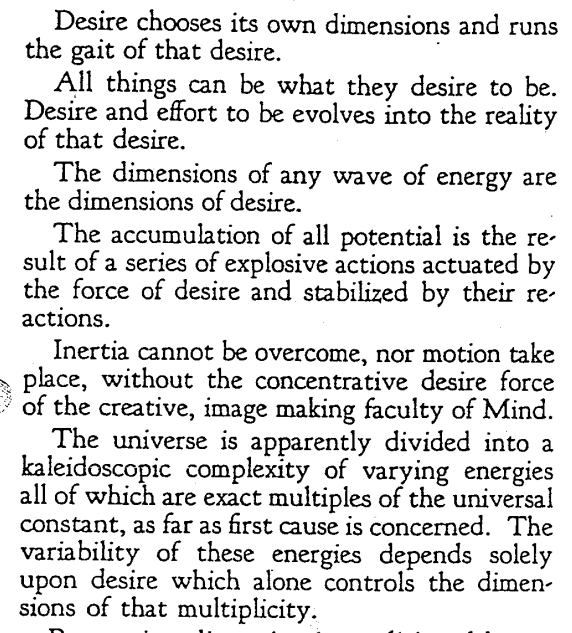 Desire chooses its own dimensions and runs
the gait of that desire.
All things can be what they desire to be.
Desire and effort to be evolves into the reality
of that desire.
The dimensions of any wave of energy are
the dimensions of desire.
The accumulation of all potential is the re-
sult of a series of explosive actions actuated by
the force of desire and stabilized by their re-
actions.
Inertia cannot be overcome, nor motion take
place, without the concentrative desire force
of the creative, image making faculty of Mind.
The universe is apparently divided into a
kaleidoscopic complexity of varying energies
all of which are exact multiples of the universal
constant, as far as first cause is concerned. The
variability of these energies depends solely
upon desire which alone controls the dimen-
sions of that multiplicity.